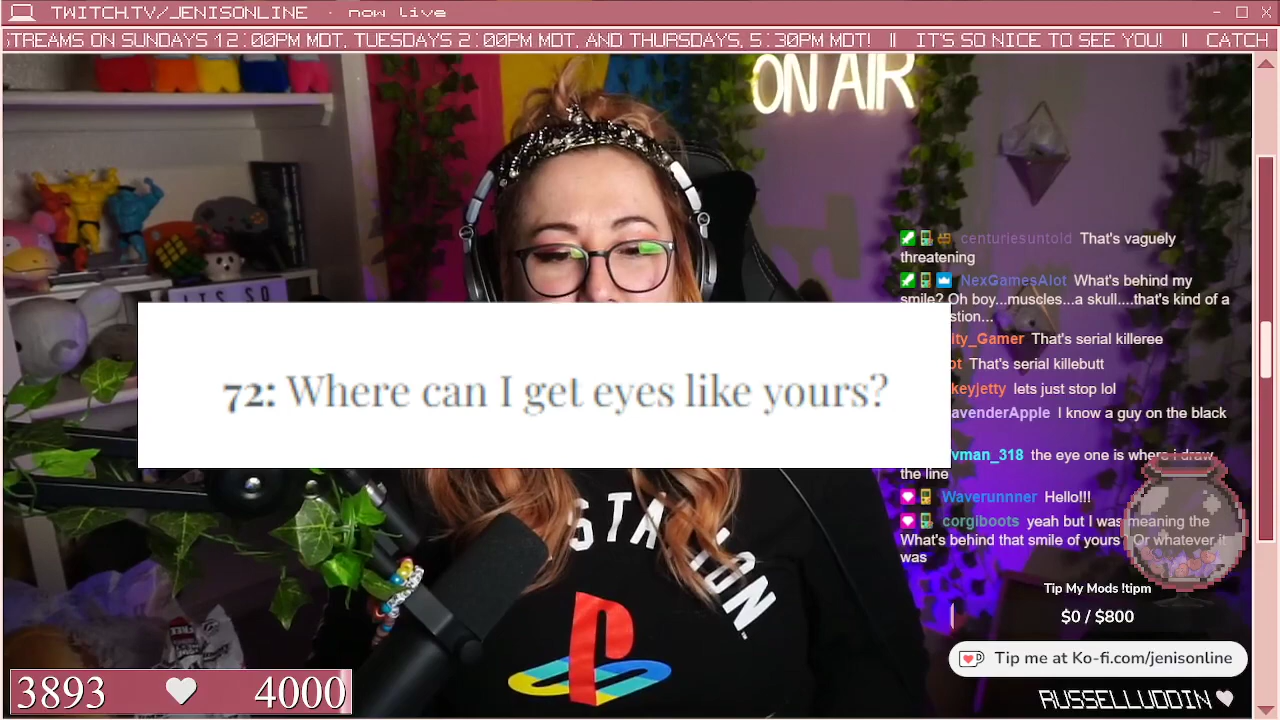 TWITCH.TV/JENISONLINE · now live
STREAMS ON SUNDAYS 12:00PM MDT, TUESDAYS 2:00PM MDT, AND THURSDAYS, 5:30PM MDT! || IT'S SO NICE TO SEE YOU! || CATCH
ON AIR
IT'S SO
centuriesuntold That's vaguely
threatening
NexGamesAlot What's behind my
smile? Oh boy...muscles...a skull....that's kind of a
stion...
ity_Gamer That's serial killeree
ot That's serial killebutt
keyjetty lets just stop lol
avenderApple I know a guy on the black
vman_318 the eye one is where i draw
the line
Waverunnner Hello!!!
corgiboots yeah but I was meaning the
What's behind that smile of yours? Or whatever it
was
72: Where can I get eyes like yours?
STATION
Tip My Mods !tipm
$0 / $800
Tip me at Ko-fi.com/jenisonline
RUSSELLUDDIN
3893 4000